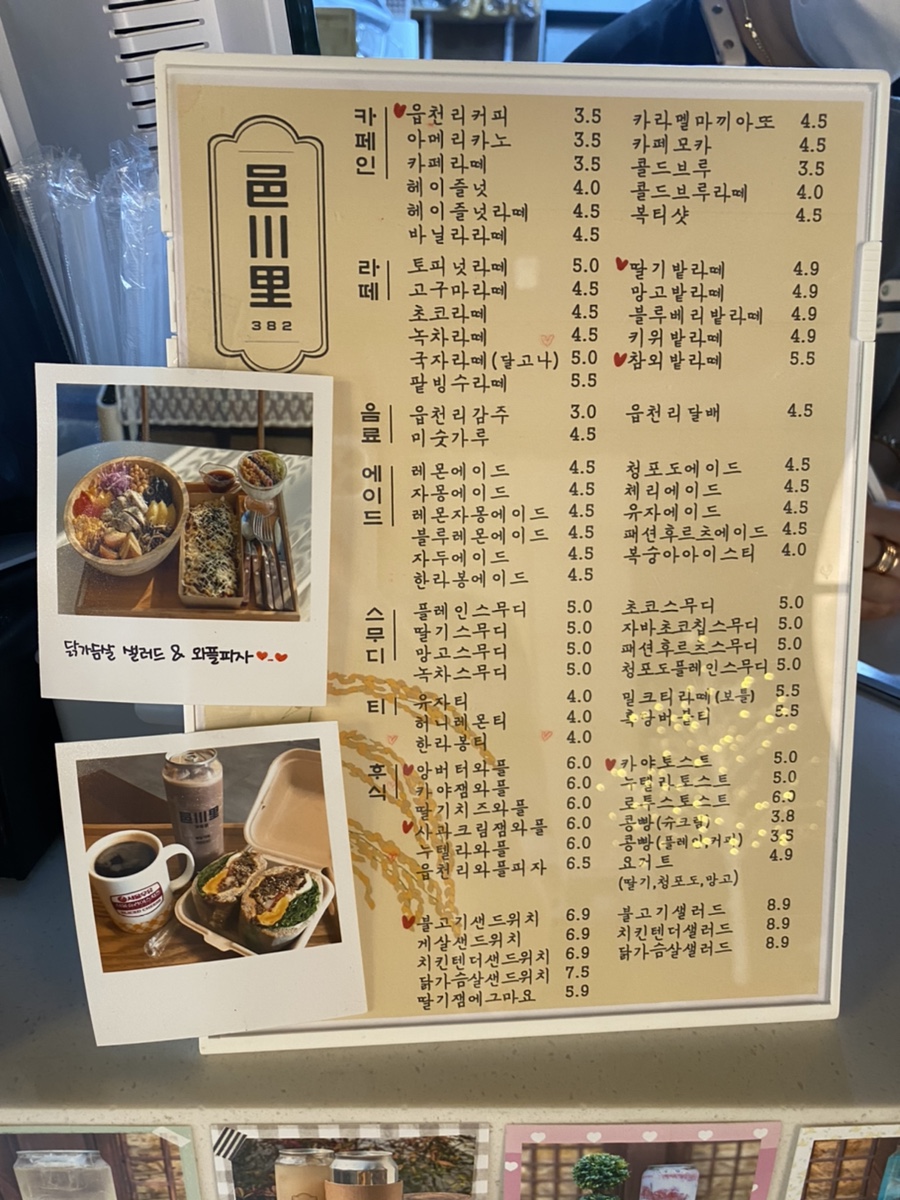 邑川里
382
카페인
읍천리커피 3.5
아메리카노 3.5
카페라떼 3.5
헤이즐넛 4.0
헤이즐넛라떼 4.5
바닐라라떼 4.5
카라멜마끼아또 4.5
카페모카 4.5
콜드브루 3.5
콜드브루라떼 4.0
복티샷 4.5
라떼
토피넛라떼 5.0
고구마라떼 4.5
초코라떼 4.5
녹차라떼 4.5
국자라떼(달고나) 5.0
팥빙수라떼 5.5
딸기밭라떼 4.9
망고밭라떼 4.9
블루베리밭라떼 4.9
키위밭라떼 4.9
참외밭라떼 5.5
음료
읍천리감주 3.0
미숫가루 4.5
읍천리달배 4.5
에이드
레몬에이드 4.5
자몽에이드 4.5
레몬자몽에이드 4.5
블루레몬에이드 4.5
자두에이드 4.5
한라봉에이드 4.5
청포도에이드 4.5
체리에이드 4.5
유자에이드 4.5
패션후르츠에이드 4.5
복숭아아이스티 4.0
스무디
플레인스무디 5.0
딸기스무디 5.0
망고스무디 5.0
녹차스무디 5.0
초코스무디 5.0
자바초코칩스무디 5.0
패션후르츠스무디 5.0
청포도플레인스무디 5.0
티
유자티 4.0
허니레몬티 4.0
한라봉티 4.0
밀크티라떼(보틀) 5.5
흑당버블티 5.5
후식
앙버터와플 6.0
카야잼와플 6.0
딸기치즈와플 6.0
사과크림잼와플 6.0
누텔라와플 6.0
읍천리와플피자 6.5
카야토스트 5.0
누텔라토스트 5.0
로투스토스트 6.0
콩빵(슈크림) 3.8
콩빵(플레인,커피) 3.5
요거트 4.9
(딸기,청포도,망고)
불고기샌드위치 6.9
게살샌드위치 6.9
치킨텐더샌드위치 6.9
닭가슴살샌드위치 7.5
딸기잼에그마요 5.9
불고기샐러드 8.9
치킨텐더샐러드 8.9
닭가슴살샐러드 8.9
닭가슴살 샐러드 & 와플피자
邑川里